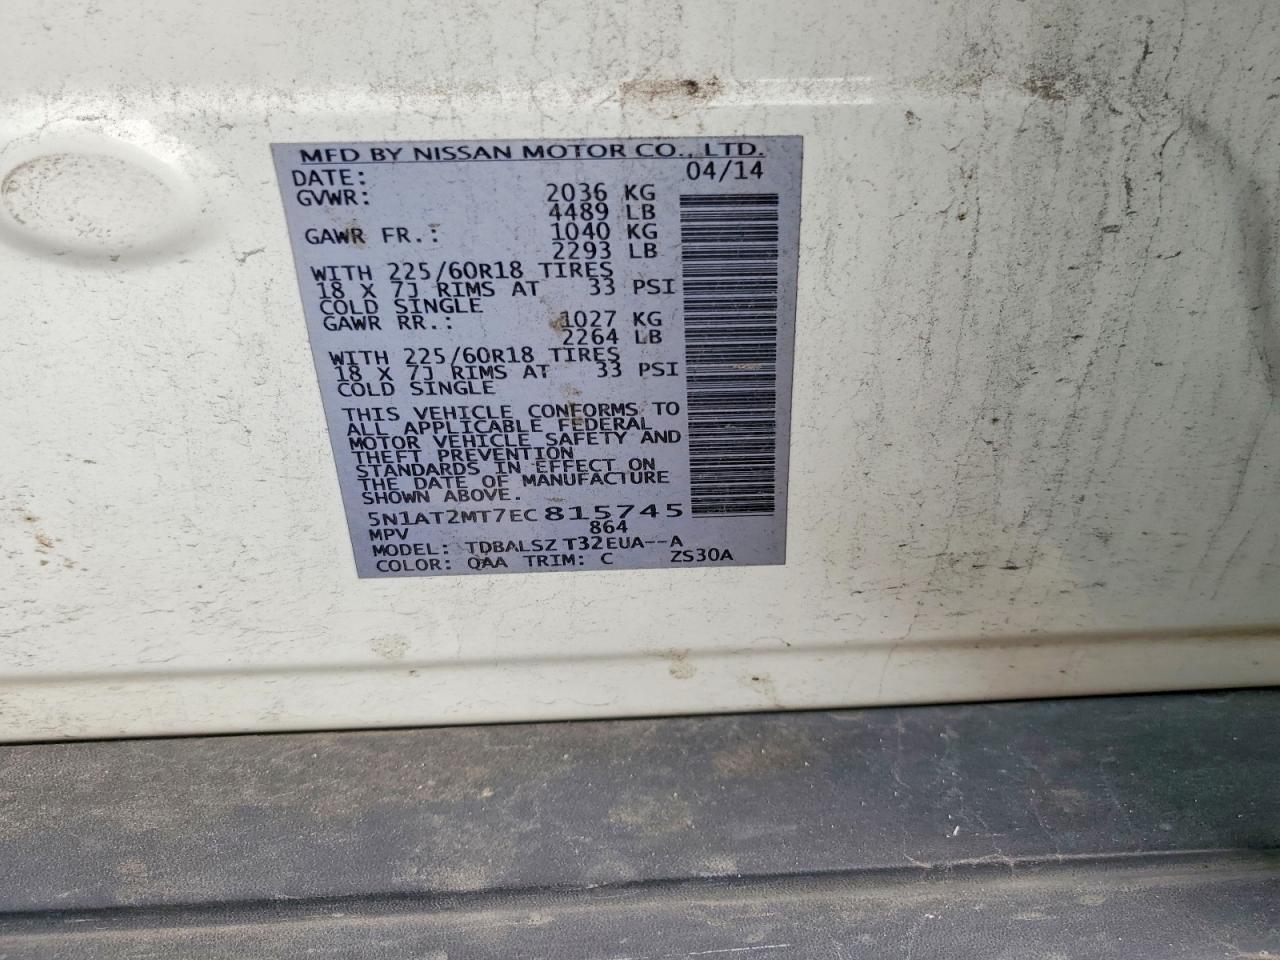 MFD BY NISSAN MOTOR CO., LTD.
DATE: 04/14
GVWR: 2036 KG
4489 LB
GAWR FR.: 1040 KG
2293 LB
WITH 225/60R18 TIRES
18 X 7J RIMS AT 33 PSI
COLD SINGLE
GAWR RR.: 1027 KG
2264 LB
WITH 225/60R18 TIRES
18 X 7J RIMS AT 33 PSI
COLD SINGLE
THIS VEHICLE CONFORMS TO
ALL APPLICABLE FEDERAL
MOTOR VEHICLE SAFETY AND
THEFT PREVENTION
STANDARDS IN EFFECT ON
THE DATE OF MANUFACTURE
SHOWN ABOVE.
5N1AT2MT7EC815745
MPV 864
MODEL: TDBALSZ T32EUA--A
COLOR: QAA TRIM: C ZS30A